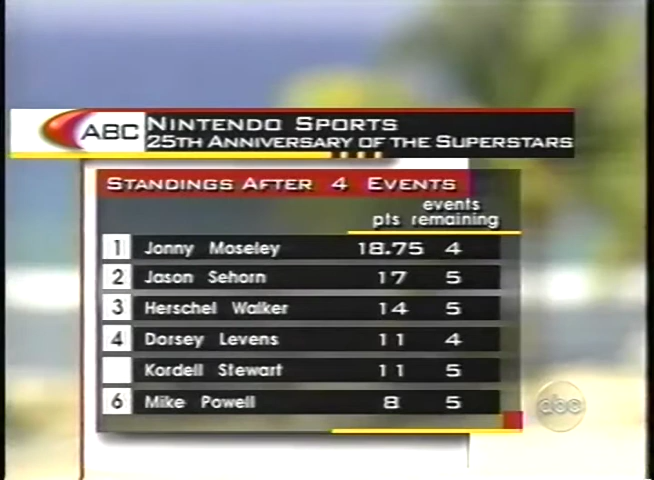 ABC
NINTENDO SPORTS
25TH ANNIVERSARY OF THE SUPERSTARS
STANDINGS AFTER 4 EVENTS
events
pts remaining
1 Jonny Moseley 18.75 4
2 Jason Sehorn 17 5
3 Herschel Walker 14 5
4 Dorsey Levens 11 4
Kordell Stewart 11 5
6 Mike Powell 8 5
abc